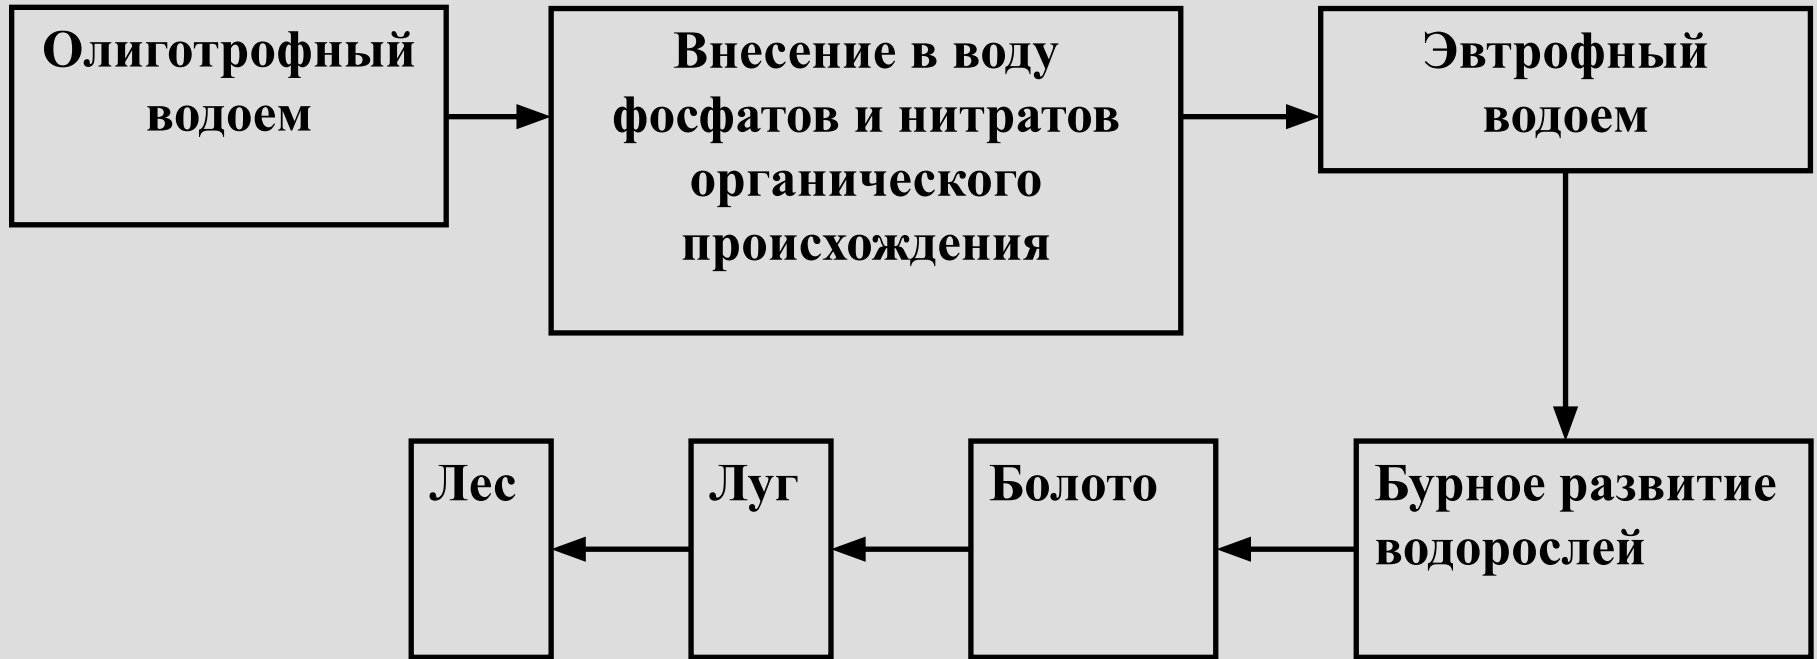 Олиготрофный
водоем
Внесение в воду
фосфатов и нитратов
органического
происхождения
Эвтрофный
водоем
Бурное развитие
водорослей
Болото
Луг
Лес